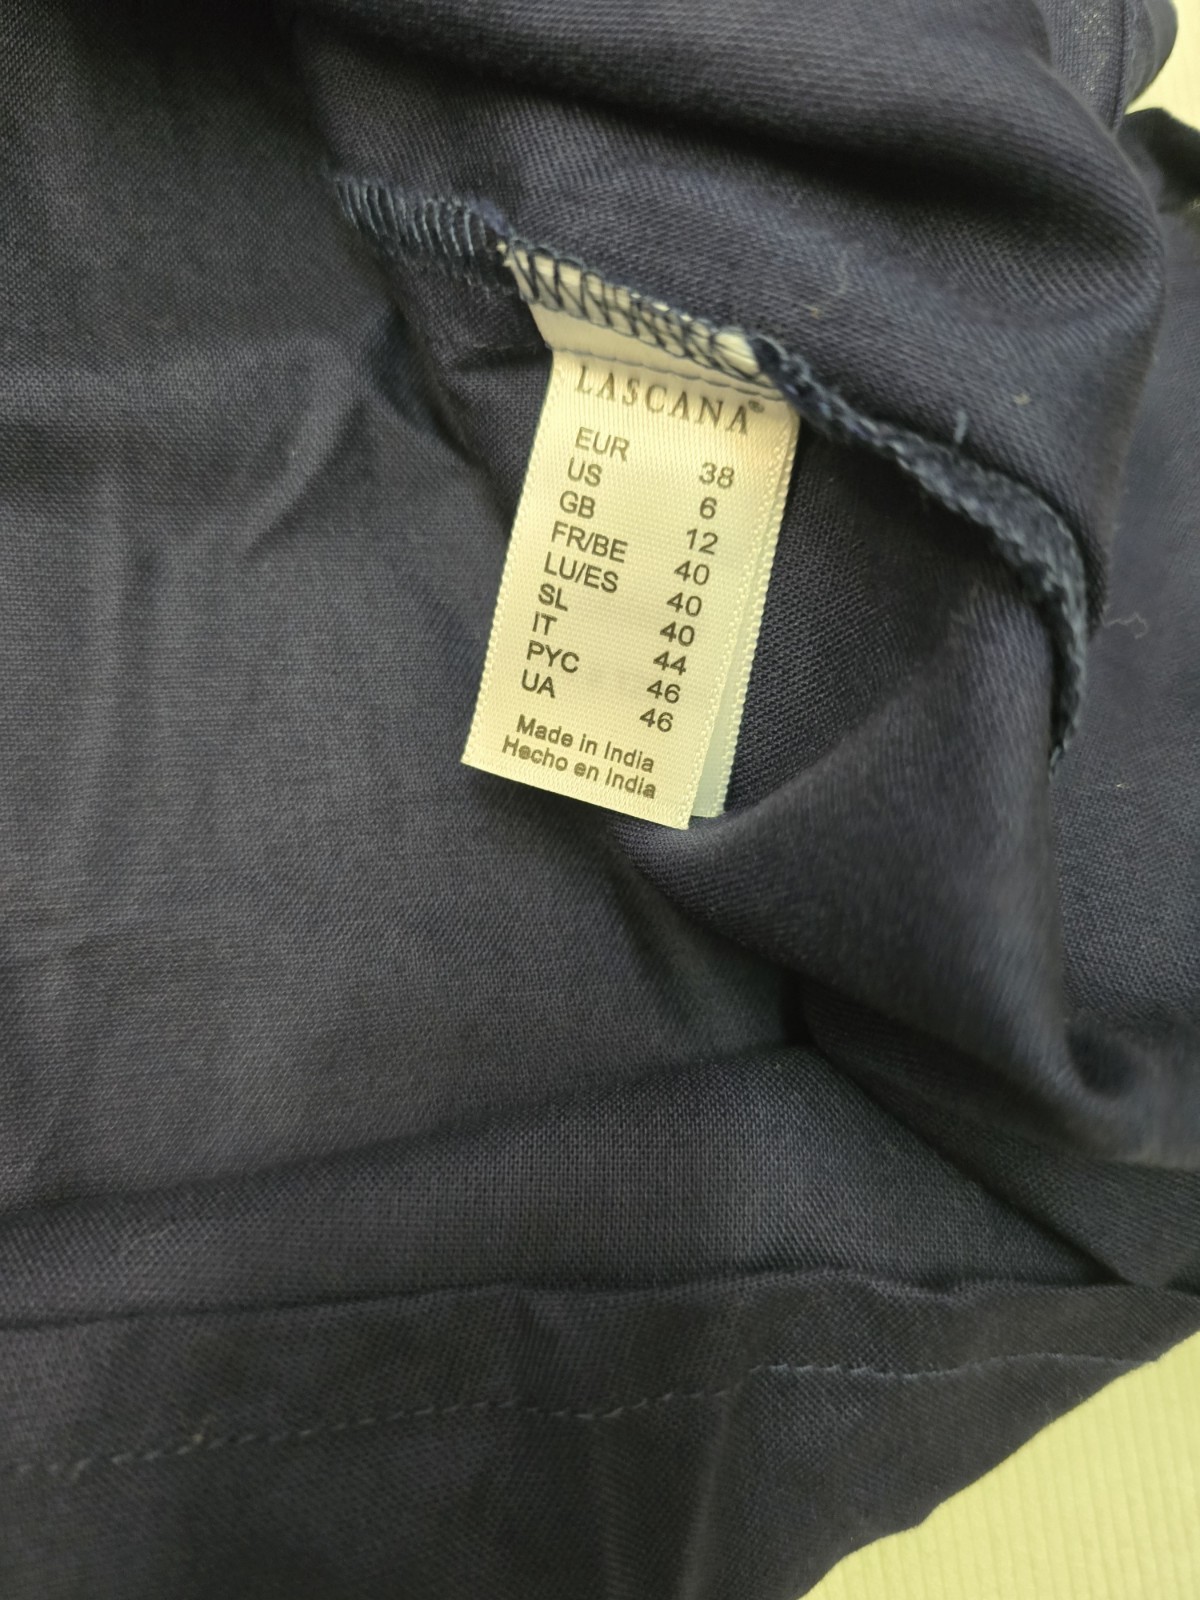 LASCANA®
EUR 38
US 6
GB 12
FR/BE 40
LU/ES 40
SL 40
IT 44
PYC 46
UA 46
Made in India
Hecho en India